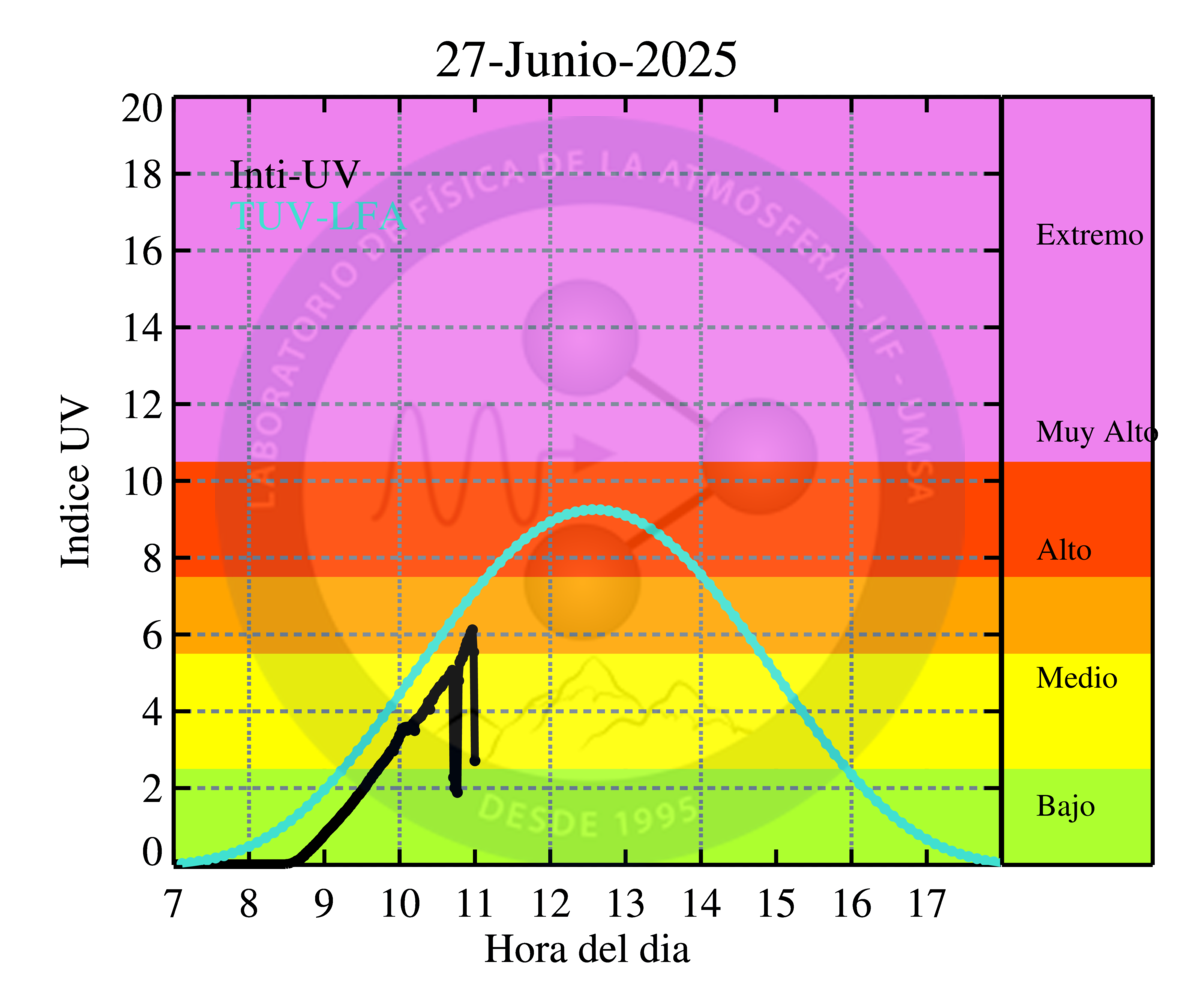 27-Junio-2025
Inti-UV
TUV-LFA
LABORATORIO DE FÍSICA DE LA ATMÓSFERA - IIF - UMSA
DESDE 1995
Indice UV
20
18
16
14
12
10
8
6
4
2
0
7 8 9 10 11 12 13 14 15 16 17
Hora del dia
Extremo
Muy Alto
Alto
Medio
Bajo